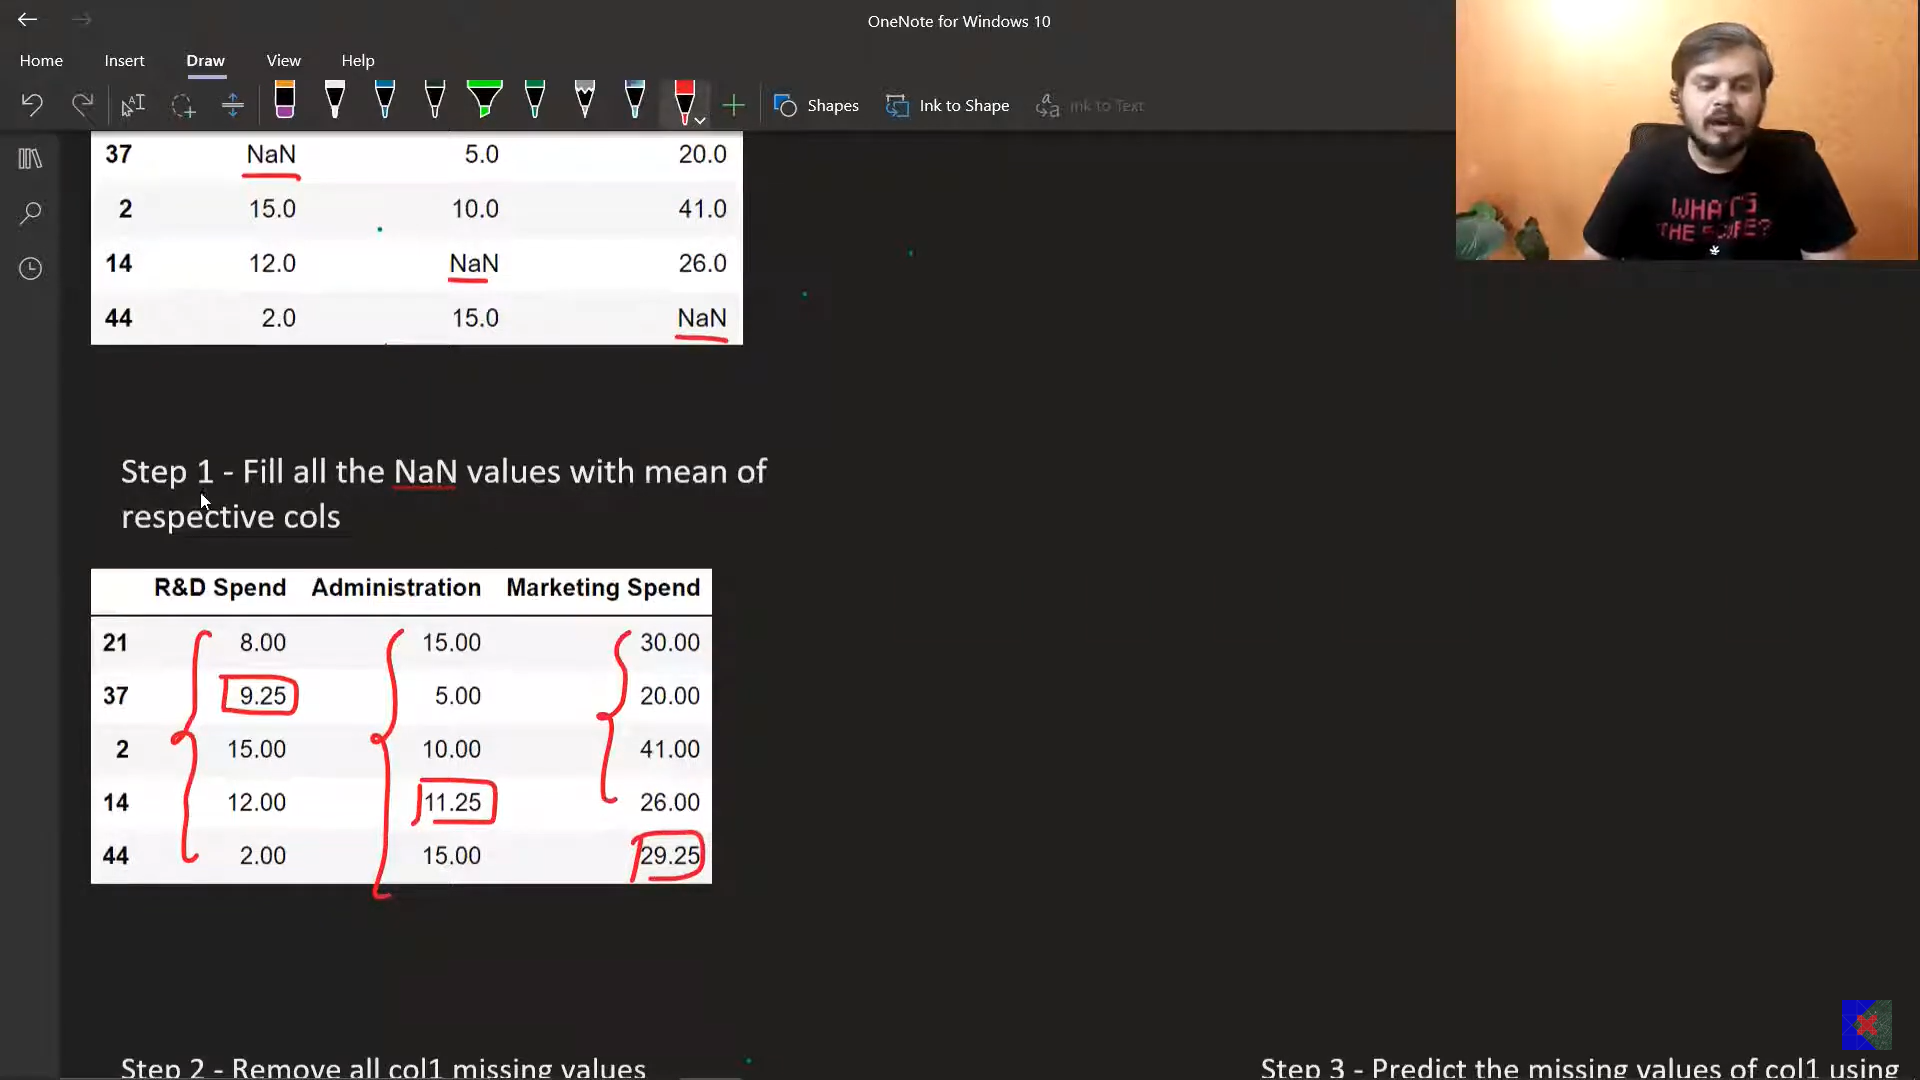 OneNote for Windows 10
Home Insert Draw View Help
Shapes Ink to Shape Ink to Text
37 NaN 5.0 20.0
2 15.0 10.0 41.0
14 12.0 NaN 26.0
44 2.0 15.0 NaN
Step 1 - Fill all the NaN values with mean of
respective cols
R&D Spend Administration Marketing Spend
21 8.00 15.00 30.00
37 9.25 5.00 20.00
2 15.00 10.00 41.00
14 12.00 11.25 26.00
44 2.00 15.00 29.25
Step 2 - Remove all col1 missing values
Step 3 - Predict the missing values of col1 using
WHAT'S
THE